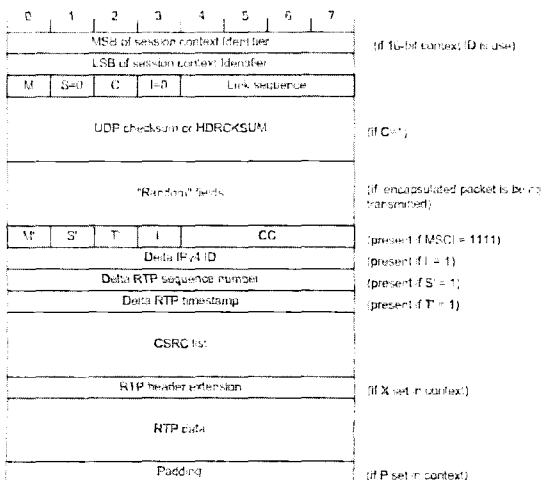 0 1 2 3 4 5 6 7
MSB of session context Identifier (if 16-bit context ID is use)
LSB of session context Identifier
M S=0 C I=0 Link sequence
UDP checksum or HDRCKSUM (if C=1)
"Random" fields (if encapsulated packet is being
transmitted)
M' S' T' I' CC (present if MSCI = 1111)
Delta IPv4 ID (present if I' = 1)
Delta RTP sequence number (present if S' = 1)
Delta RTP timestamp (present if T' = 1)
CSRC list
RTP header extension (if X set in context)
RTP data
Padding (if P set in context)